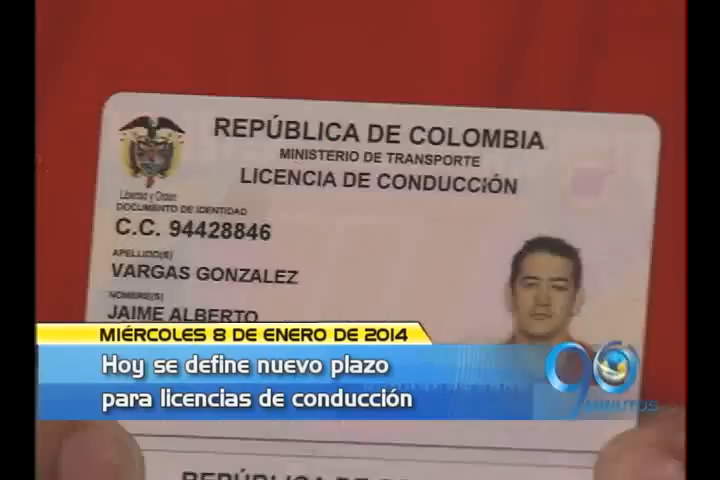 REPÚBLICA DE COLOMBIA
MINISTERIO DE TRANSPORTE
LICENCIA DE CONDUCCIÓN
Libertad y Orden
DOCUMENTO DE IDENTIDAD
C.C. 94428846
APELLIDO(S)
VARGAS GONZALEZ
NOMBRE(S)
JAIME ALBERTO
MIÉRCOLES 8 DE ENERO DE 2014
Hoy se define nuevo plazo
para licencias de conducción
90
MINUTOS
REPÚBLICA DE